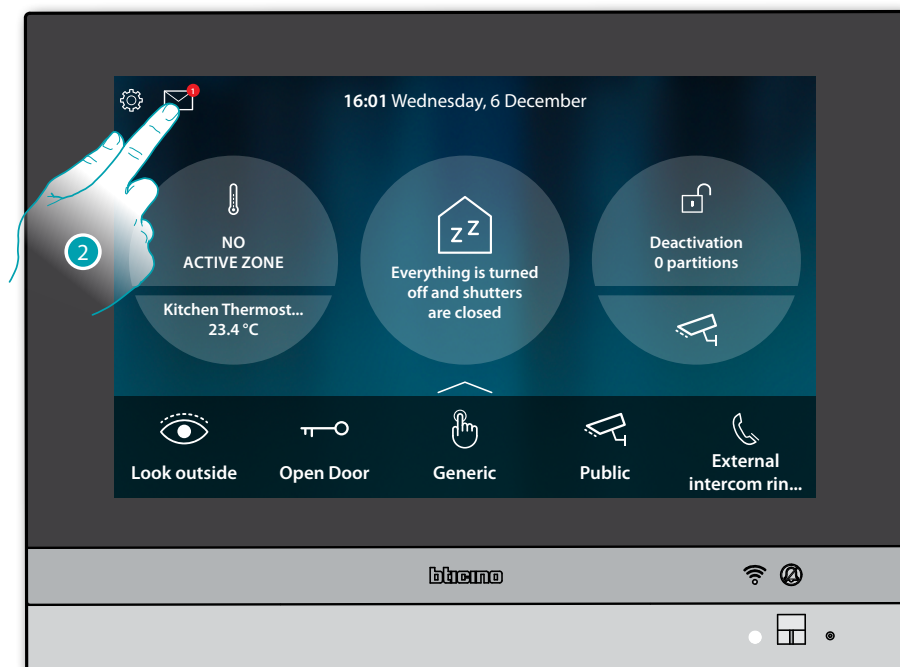 1
16:01 Wednesday, 6 December
2
NO
ACTIVE ZONE
Kitchen Thermost...
23.4 °C
z Z
Everything is turned
off and shutters
are closed
Deactivation
0 partitions
Look outside
Open Door
Generic
Public
External
intercom rin...
bticino